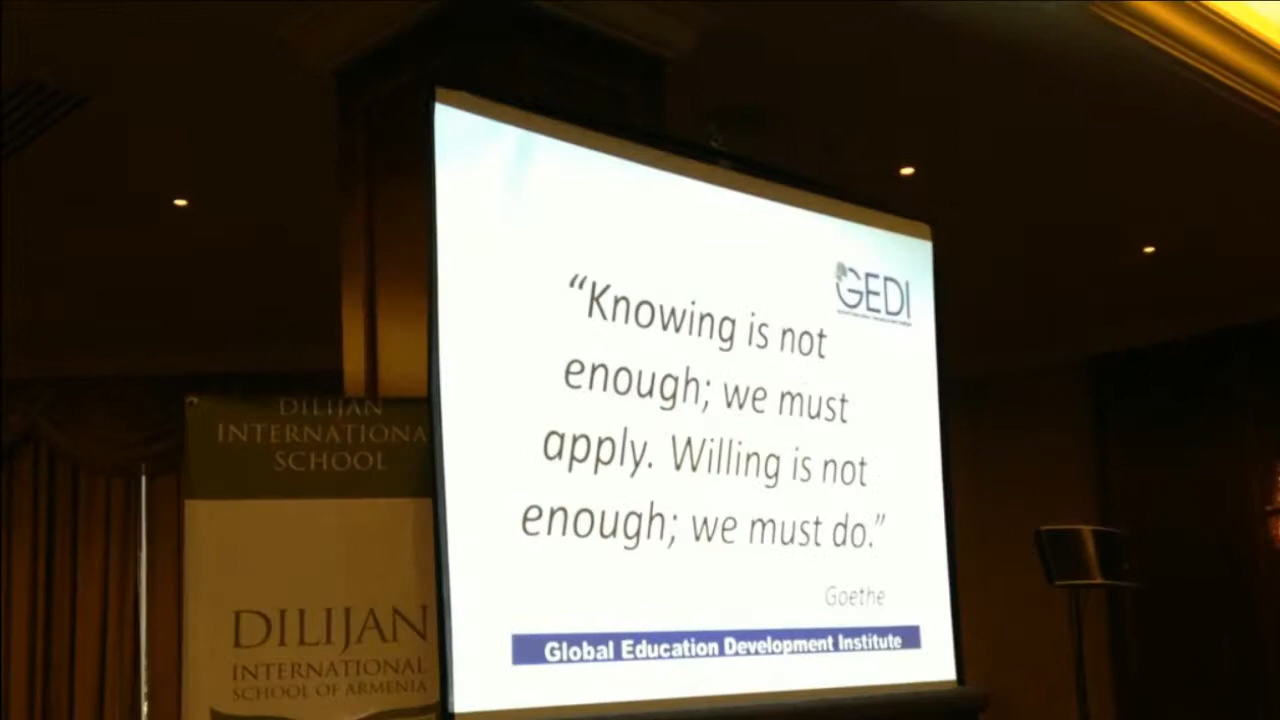 GEDI
“Knowing is not
enough; we must
apply. Willing is not
enough; we must do.”
Goethe
Global Education Development Institute
DILIJAN
INTERNATIONA
SCHOOL
DILIJAN
INTERNATIONAL
SCHOOL OF ARMENIA